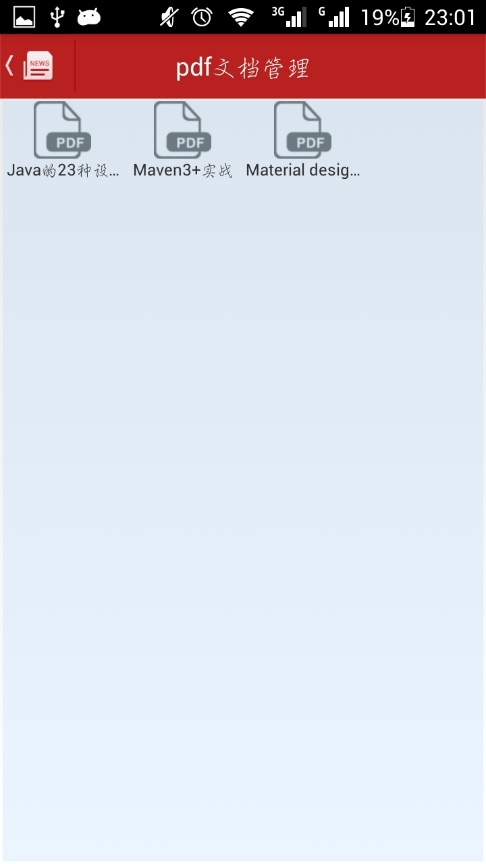 3G
G
19%
23:01
NEWS
pdf文档管理
PDF
PDF
PDF
Java的23种设...
Maven3+实战
Material desig...